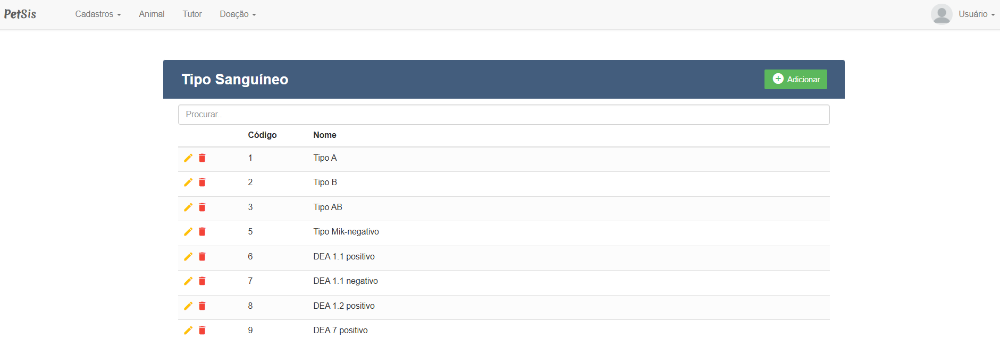 PetSis Cadastros Animal Tutor Doação Usuário
Tipo Sanguíneo Adicionar
Procurar..
Código Nome
1 Tipo A
2 Tipo B
3 Tipo AB
5 Tipo Mik-negativo
6 DEA 1.1 positivo
7 DEA 1.1 negativo
8 DEA 1.2 positivo
9 DEA 7 positivo